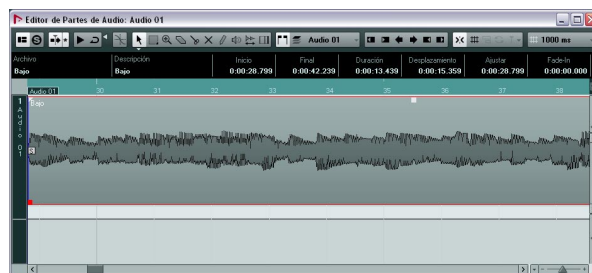 Editor de Partes de Audio: Audio 01
Audio 01 1000 ms
Archivo Descripción Inicio Final Duración Desplazamiento Ajustar Fade-In
Bajo Bajo 0:00:28.799 0:00:42.239 0:00:13.439 0:00:15.359 0:00:28.799 0:00:00.000
Audio 01 30 31 32 33 34 35 36 37 38
1 Bajo
Audio 01
S